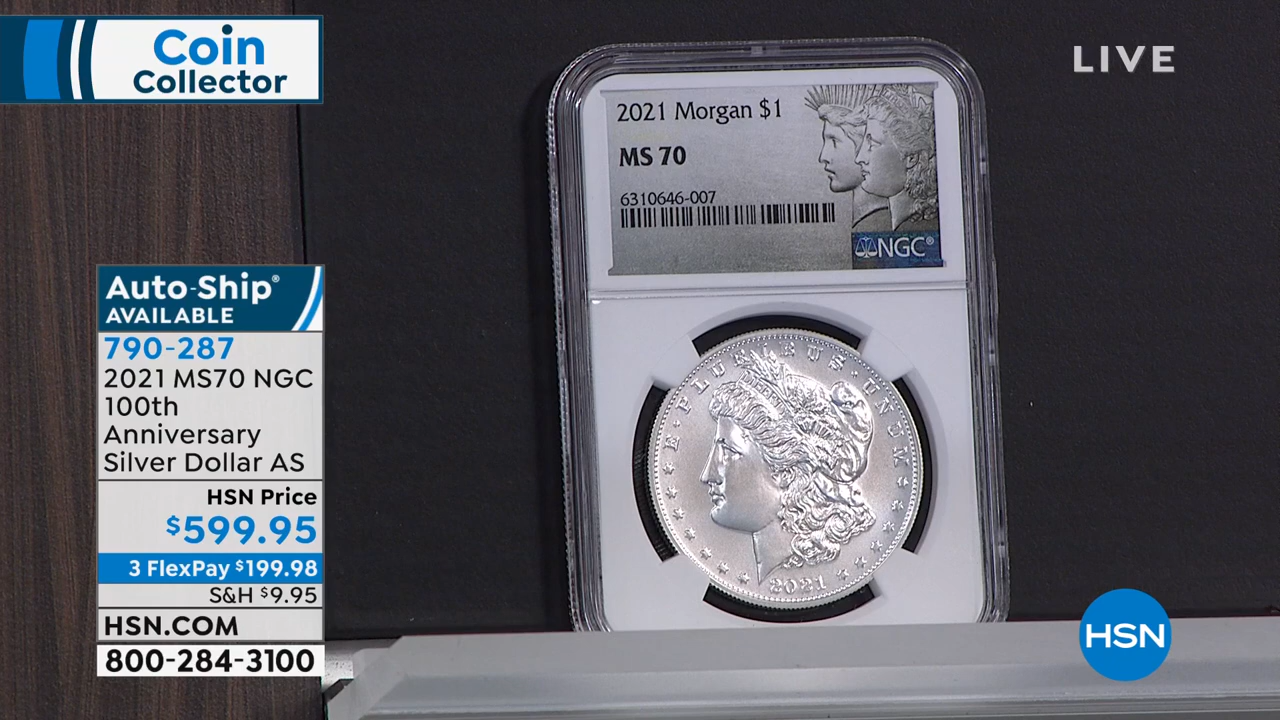 Coin
Collector
LIVE
2021 Morgan $1
MS 70
6310646-007
NGC®
Auto-Ship®
AVAILABLE
790-287
2021 MS70 NGC
100th
Anniversary
Silver Dollar AS
HSN Price
$599.95
3 FlexPay $199.98
S&H $9.95
HSN.COM
800-284-3100
E·PLURIBUS·UNUM
2021
HSN